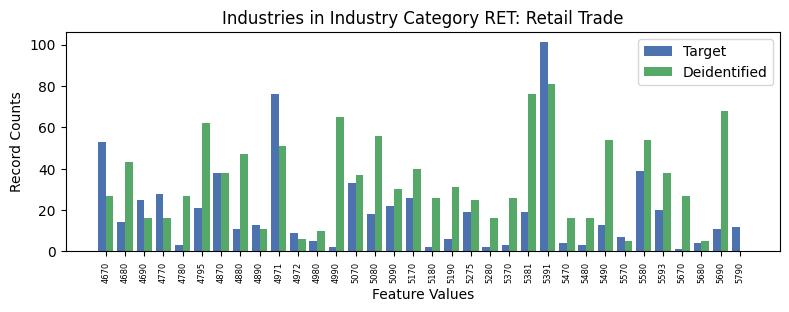 Industries in Industry Category RET: Retail Trade
Target
Deidentified
Record Counts
100
80
60
40
20
0
4670 4680 4690 4770 4780 4795 4870 4880 4890 4971 4972 4980 4990 5070 5080 5090 5170 5180 5190 5275 5280 5370 5381 5391 5470 5480 5490 5570 5580 5593 5670 5680 5690 5790
Feature Values